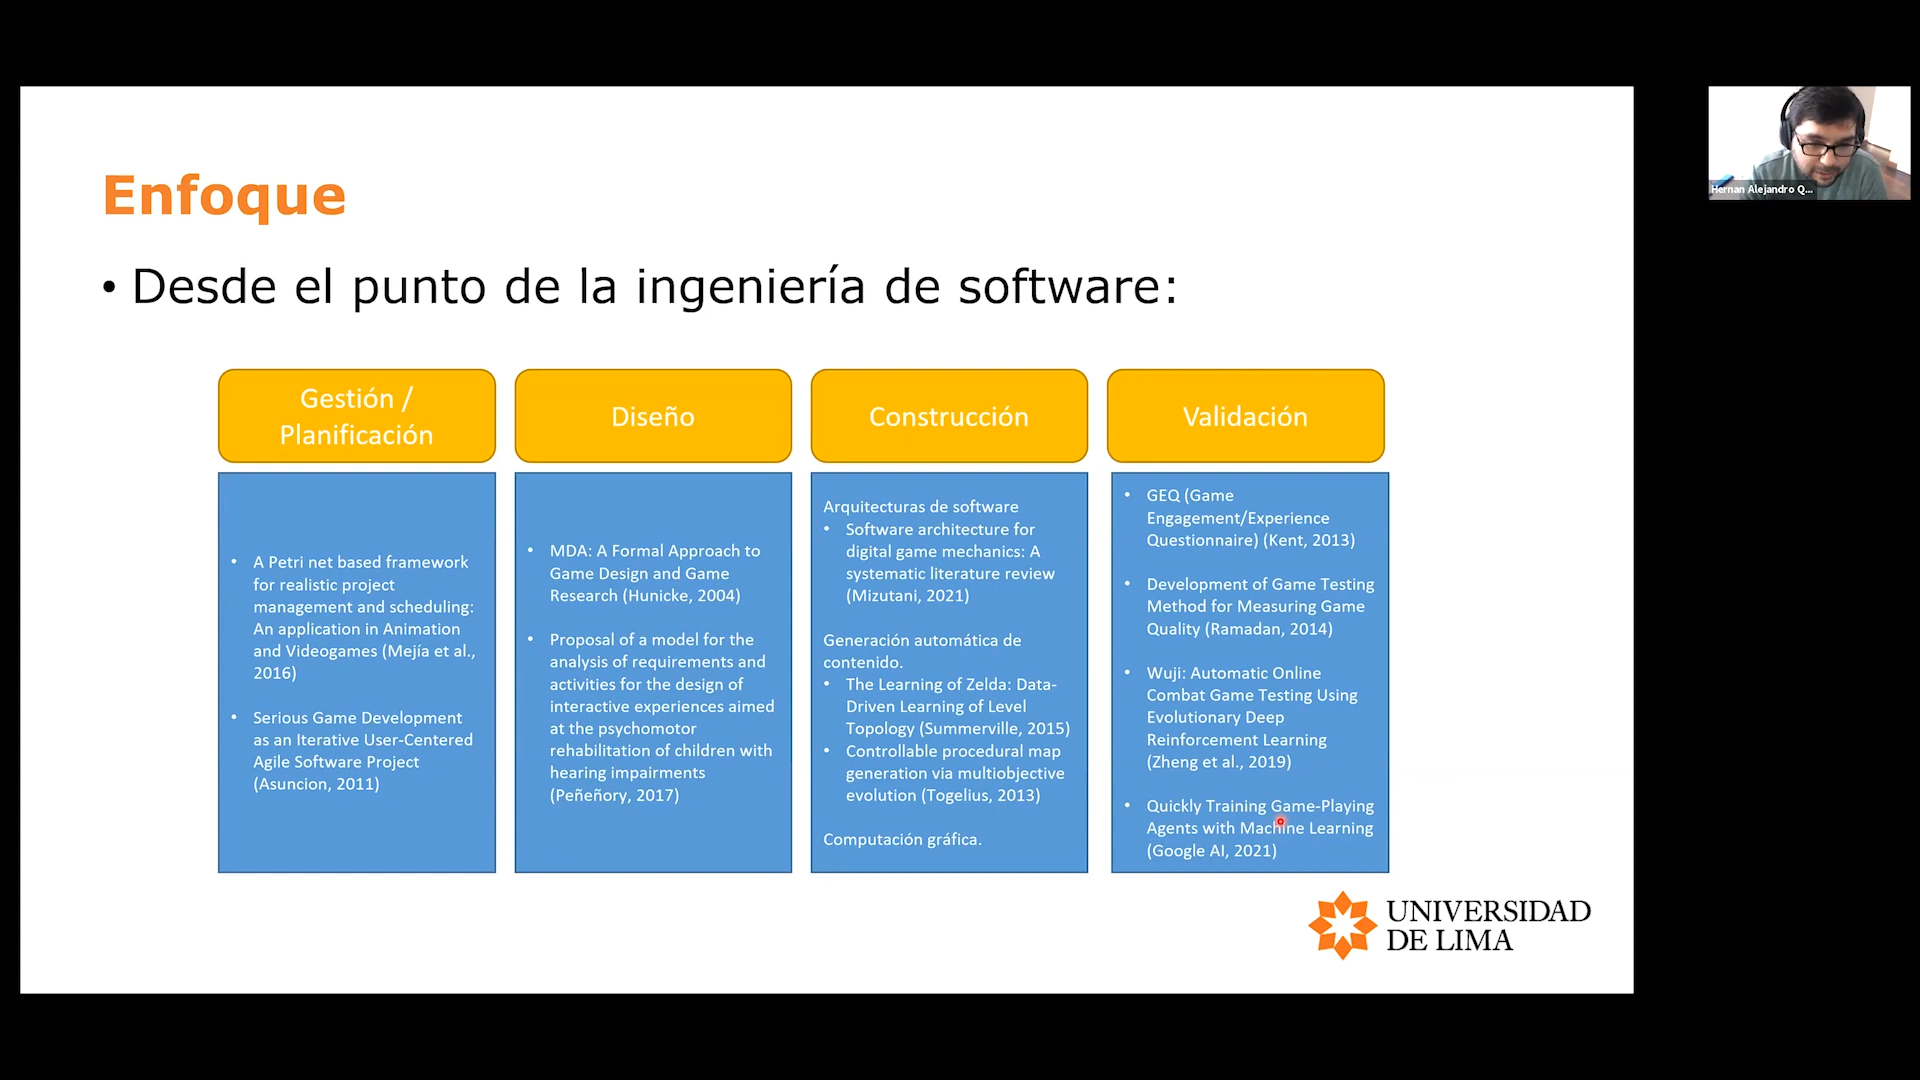 Enfoque
• Desde el punto de la ingeniería de software:
Gestión /
Planificación
• A Petri net based framework
for realistic project
management and scheduling:
An application in Animation
and Videogames (Mejía et al.,
2016)
• Serious Game Development
as an Iterative User-Centered
Agile Software Project
(Asuncion, 2011)
Diseño
• MDA: A Formal Approach to
Game Design and Game
Research (Hunicke, 2004)
• Proposal of a model for the
analysis of requirements and
activities for the design of
interactive experiences aimed
at the psychomotor
rehabilitation of children with
hearing impairments
(Peñeñory, 2017)
Construcción
Arquitecturas de software
• Software architecture for
digital game mechanics: A
systematic literature review
(Mizutani, 2021)
Generación automática de
contenido.
• The Learning of Zelda: Data-
Driven Learning of Level
Topology (Summerville, 2015)
• Controllable procedural map
generation via multiobjective
evolution (Togelius, 2013)
Computación gráfica.
Validación
• GEQ (Game
Engagement/Experience
Questionnaire) (Kent, 2013)
• Development of Game Testing
Method for Measuring Game
Quality (Ramadan, 2014)
• Wuji: Automatic Online
Combat Game Testing Using
Evolutionary Deep
Reinforcement Learning
(Zheng et al., 2019)
• Quickly Training Game-Playing
Agents with Machine Learning
(Google AI, 2021)
UNIVERSIDAD
DE LIMA
Hernan Alejandro Q...